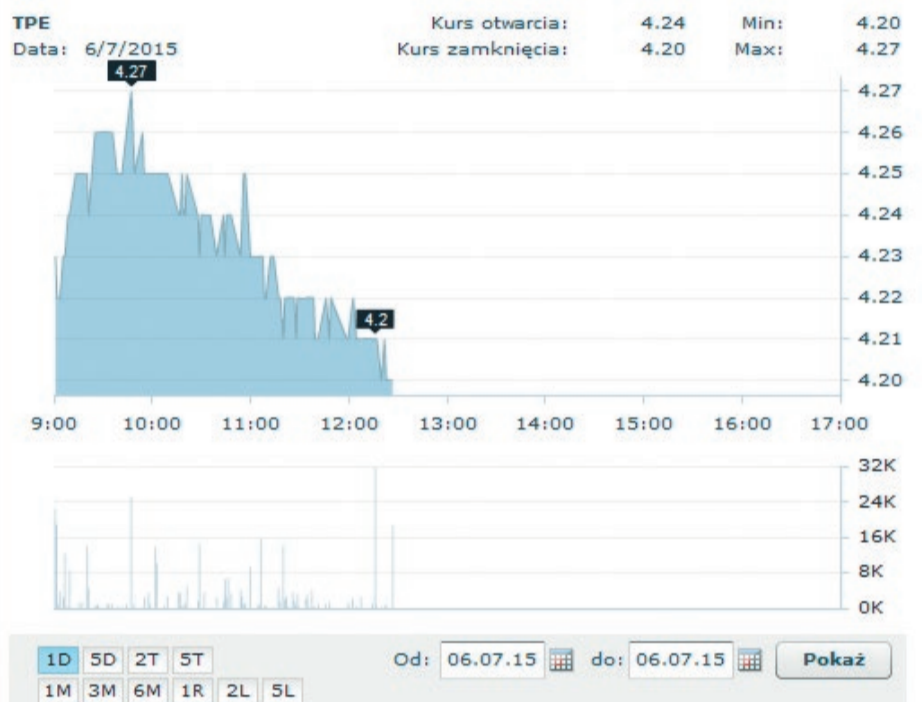 TPE Kurs otwarcia: 4.24 Min: 4.20
Data: 6/7/2015 Kurs zamknięcia: 4.20 Max: 4.27
4.27
4.27
4.26
4.25
4.24
4.23
4.22
4.2
4.21
4.20
9:00 10:00 11:00 12:00 13:00 14:00 15:00 16:00 17:00
32K
24K
16K
8K
0K
1D 5D 2T 5T Od: 06.07.15 do: 06.07.15 Pokaż
1M 3M 6M 1R 2L 5L